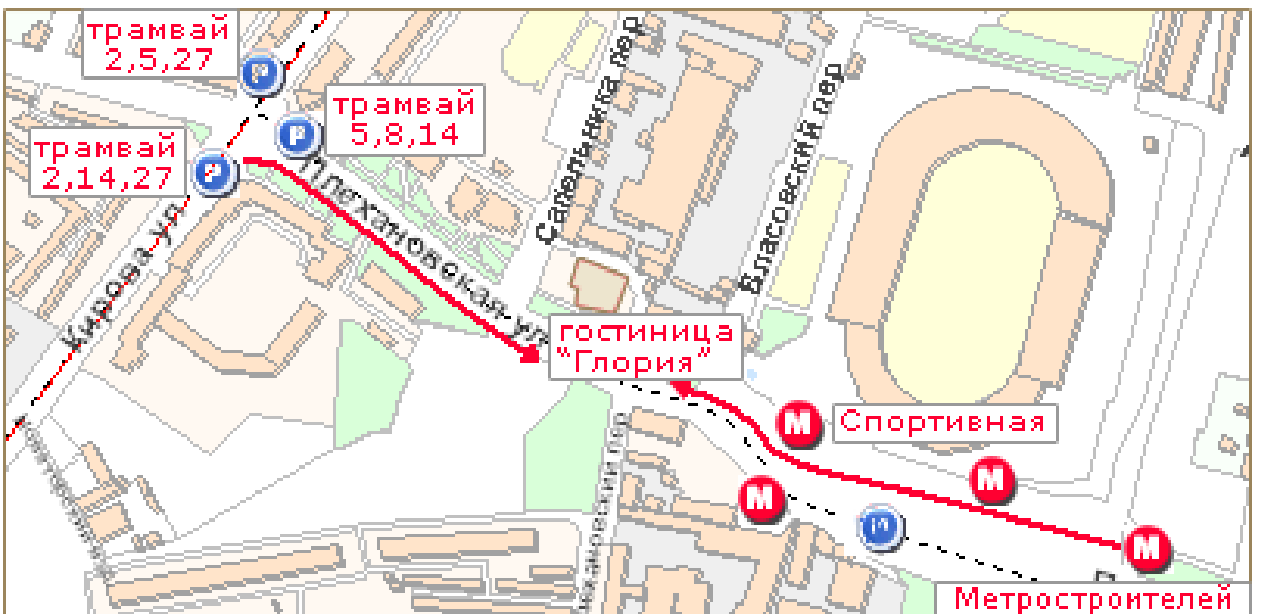 трамвай
2,5,27
трамвай
5,8,14
трамвай
2,14,27
Кирова ул
Плехановская ул
Сапельника пер
Власовский пер
гостиница
"Глория"
М
Спортивная
М
М
М
Метростроителей